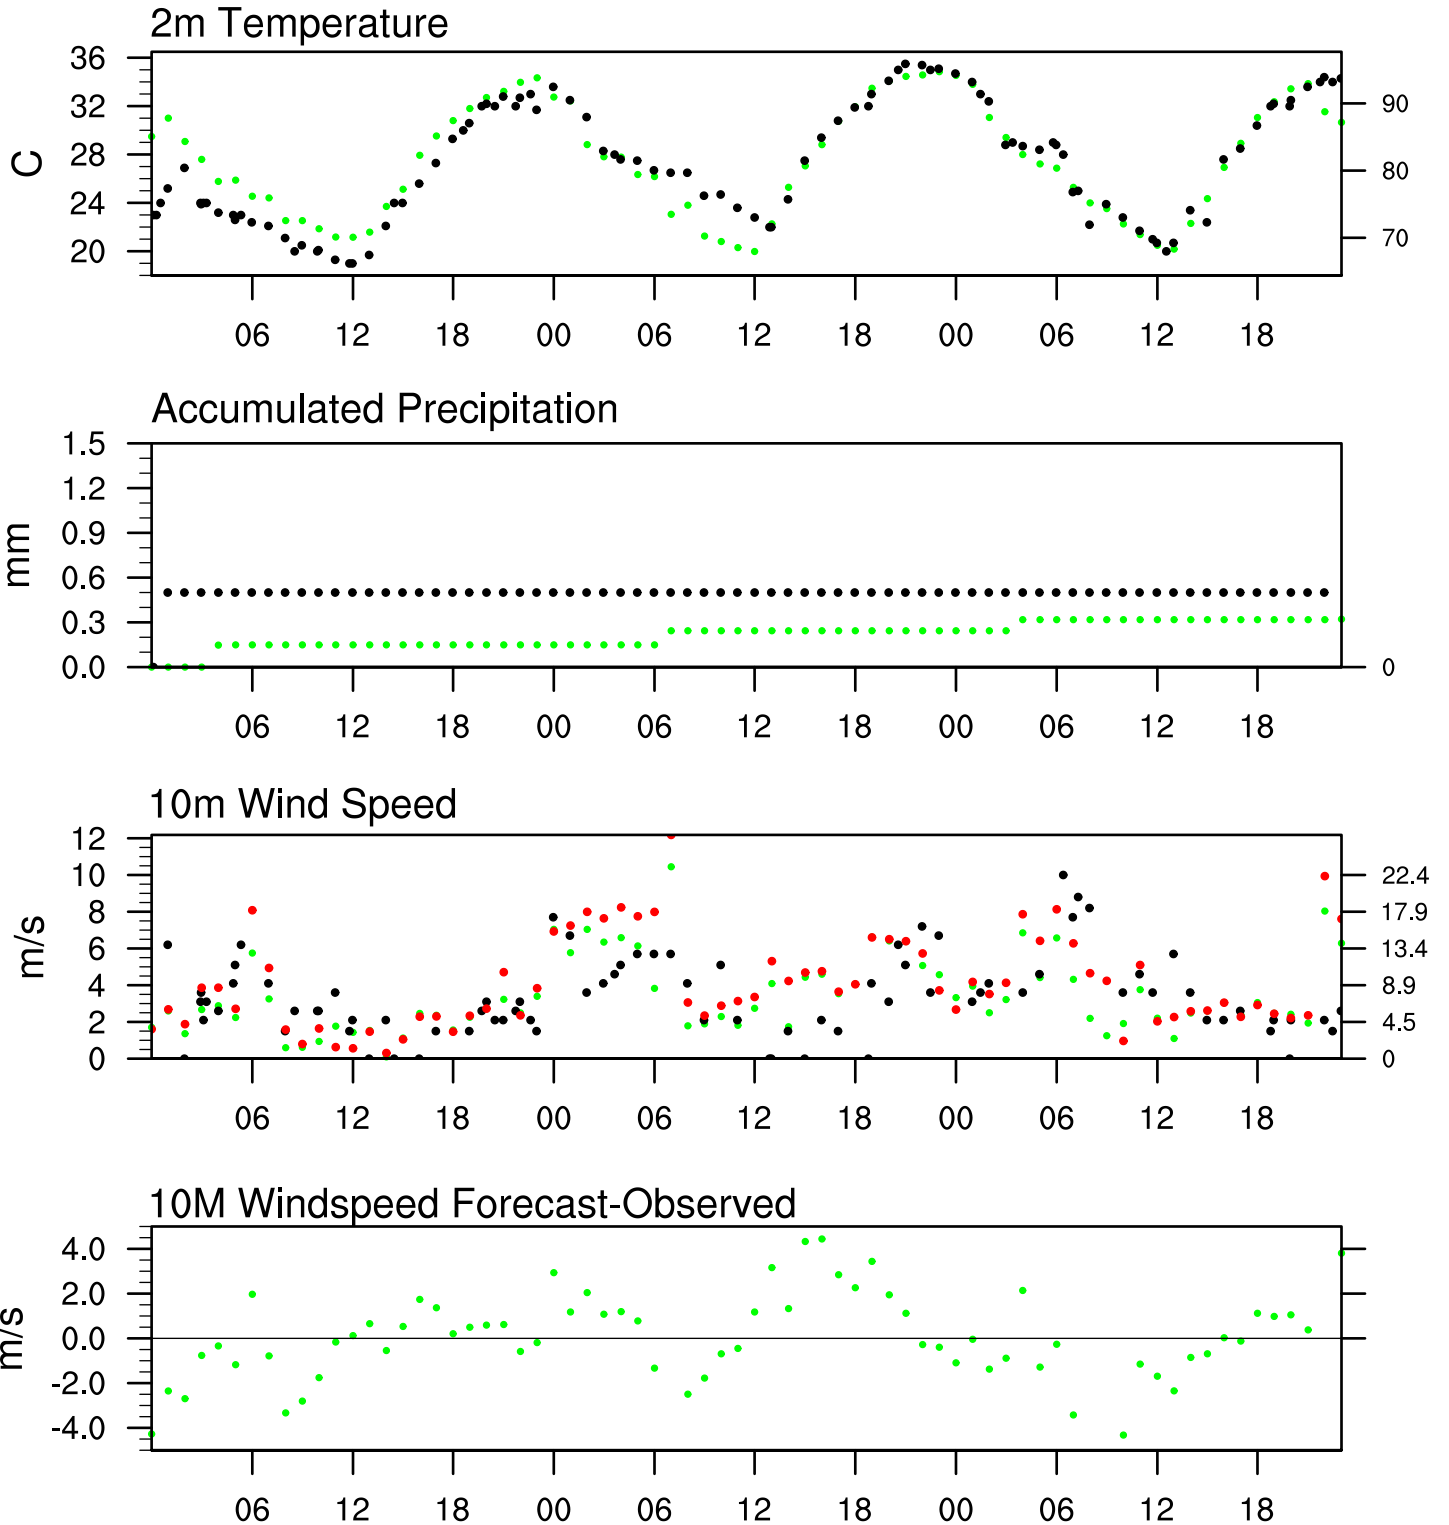 2m Temperature
36
32 90
28
C 80
24
20 70
06 12 18 00 06 12 18 00 06 12 18
Accumulated Precipitation
1.5
1.2
0.9
mm
0.6
0.3
0.0 0
06 12 18 00 06 12 18 00 06 12 18
10m Wind Speed
12
10 22.4
8 17.9
m/s
6 13.4
4 8.9
2 4.5
0 0
06 12 18 00 06 12 18 00 06 12 18
10M Windspeed Forecast-Observed
4.0
2.0
m/s
0.0
-2.0
-4.0
06 12 18 00 06 12 18 00 06 12 18